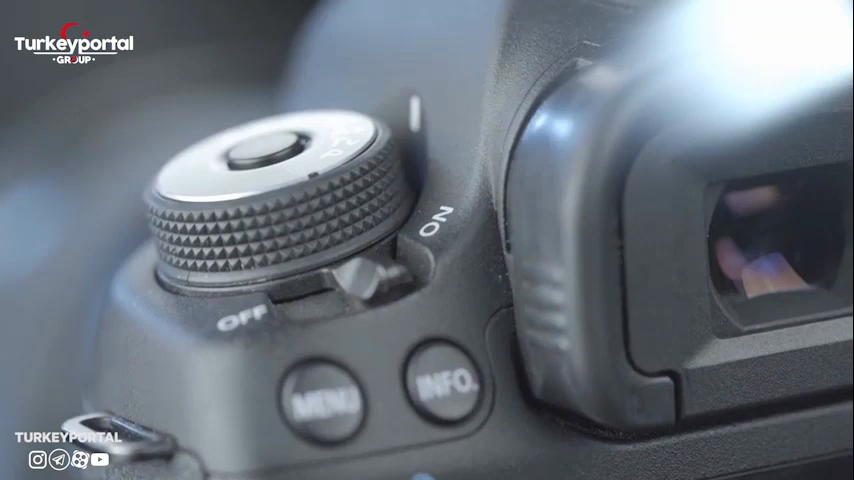 Turkeyportal
GROUP
ON
OFF
MENU
INFO.
TURKEYPORTAL